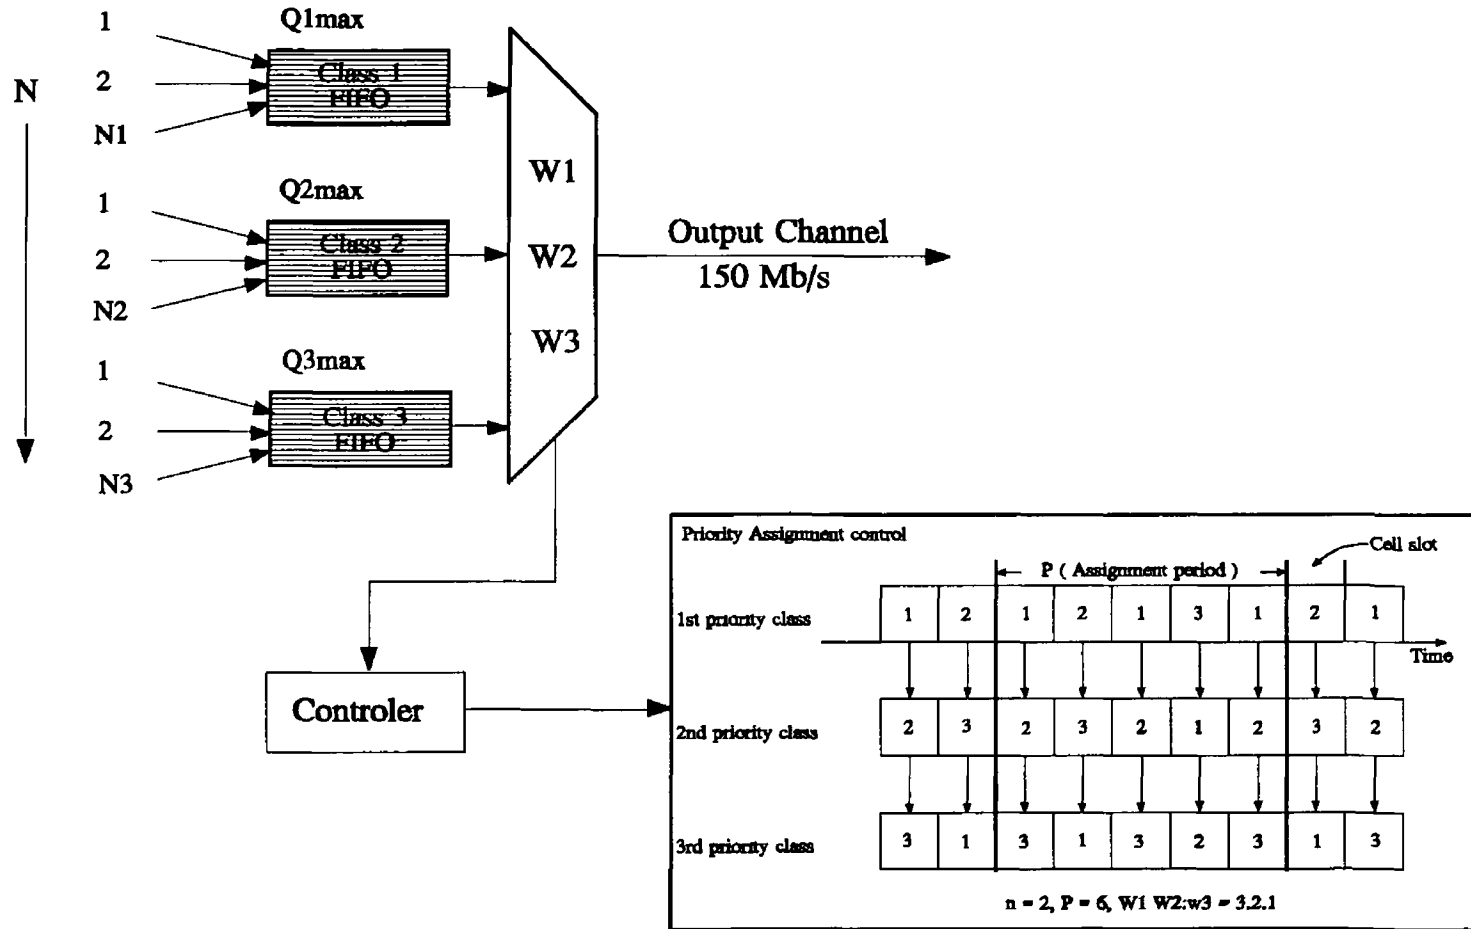 N
1
2
N1
Q1max
Class 1
FIFO
1
2
N2
Q2max
Class 2
FIFO
1
2
N3
Q3max
Class 3
FIFO
W1
W2
W3
Output Channel
150 Mb/s
Controler
Priority Assignment control
Cell slot
P ( Assignment period )
1st priority class
1 2 1 2 1 3 1 2 1
Time
2nd priority class
2 3 2 3 2 1 2 3 2
3rd priority class
3 1 3 1 3 2 3 1 3
n = 2, P = 6, W1 W2:w3 = 3.2.1